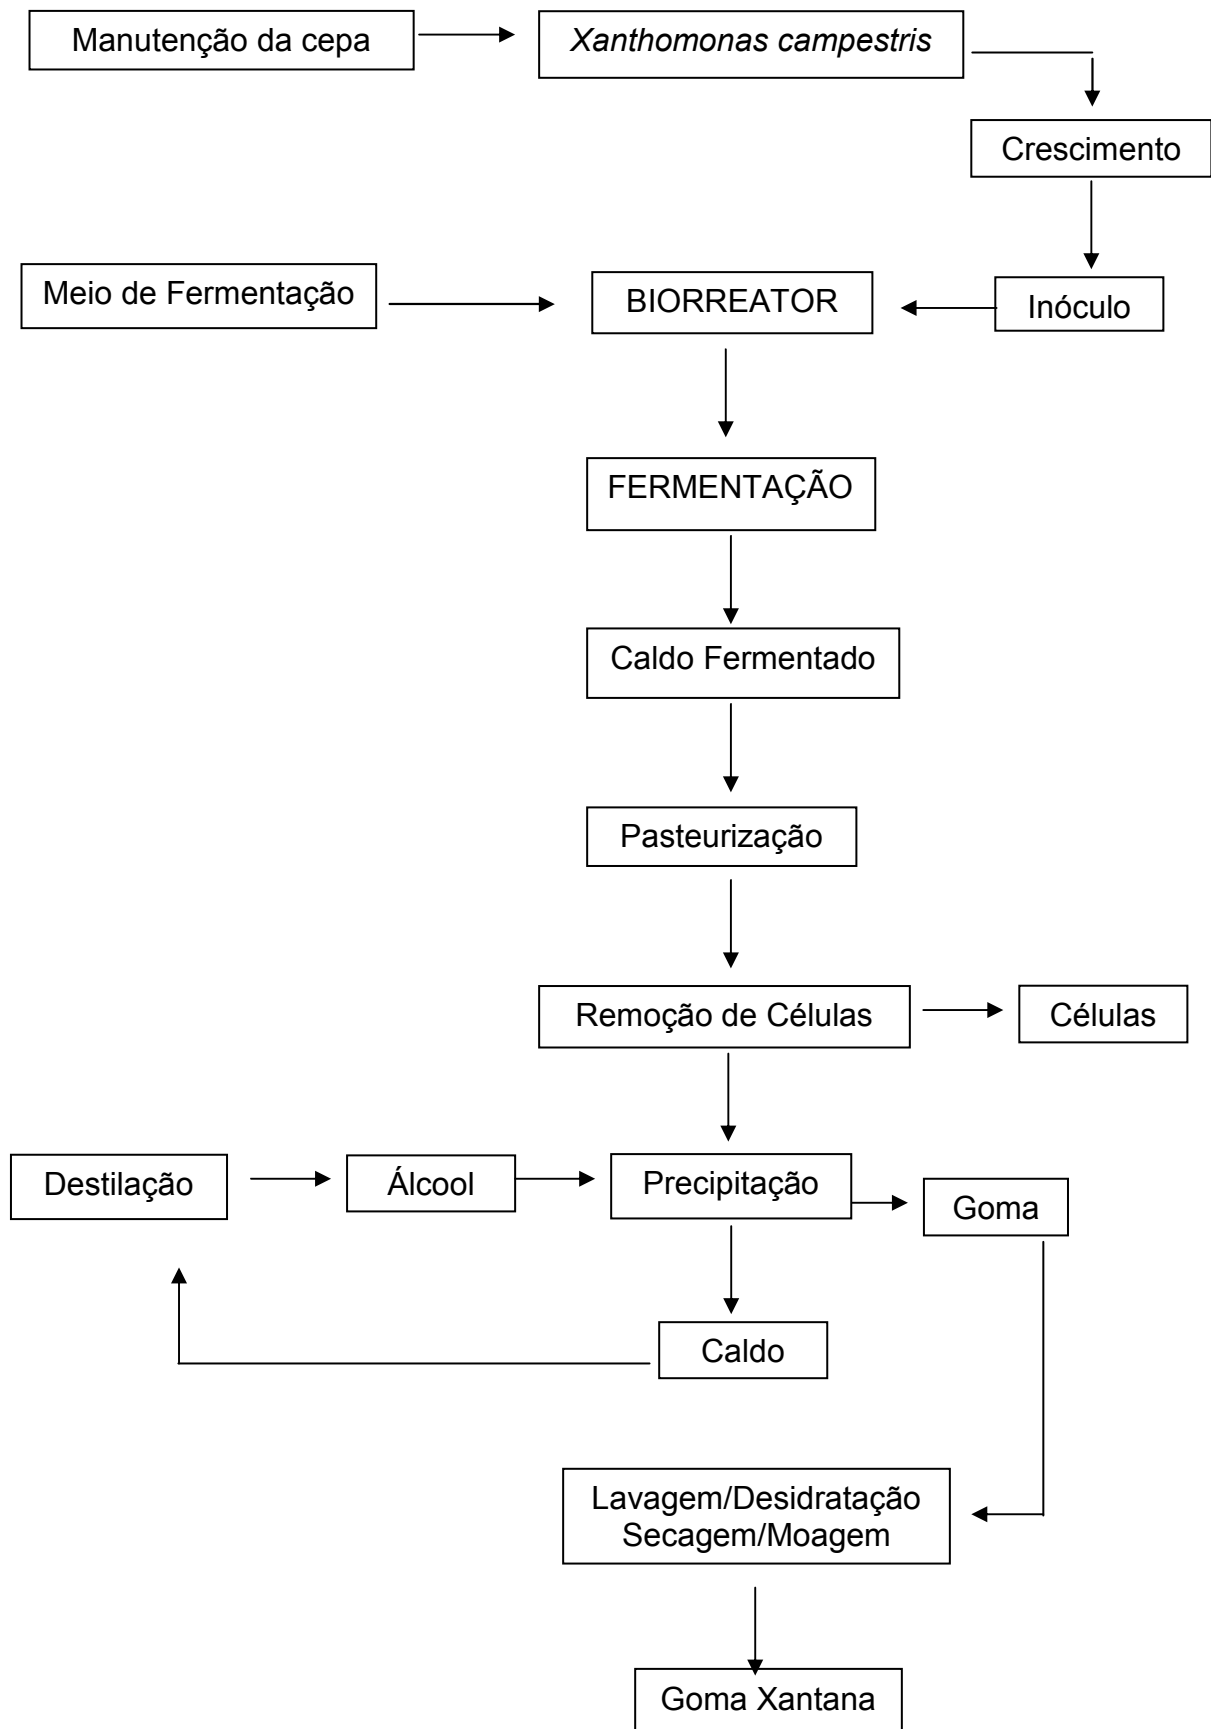 Manutenção da cepa
Xanthomonas campestris
Crescimento
Meio de Fermentação
BIORREATOR
Inóculo
FERMENTAÇÃO
Caldo Fermentado
Pasteurização
Remoção de Células
Células
Destilação
Álcool
Precipitação
Goma
Caldo
Lavagem/Desidratação
Secagem/Moagem
Goma Xantana